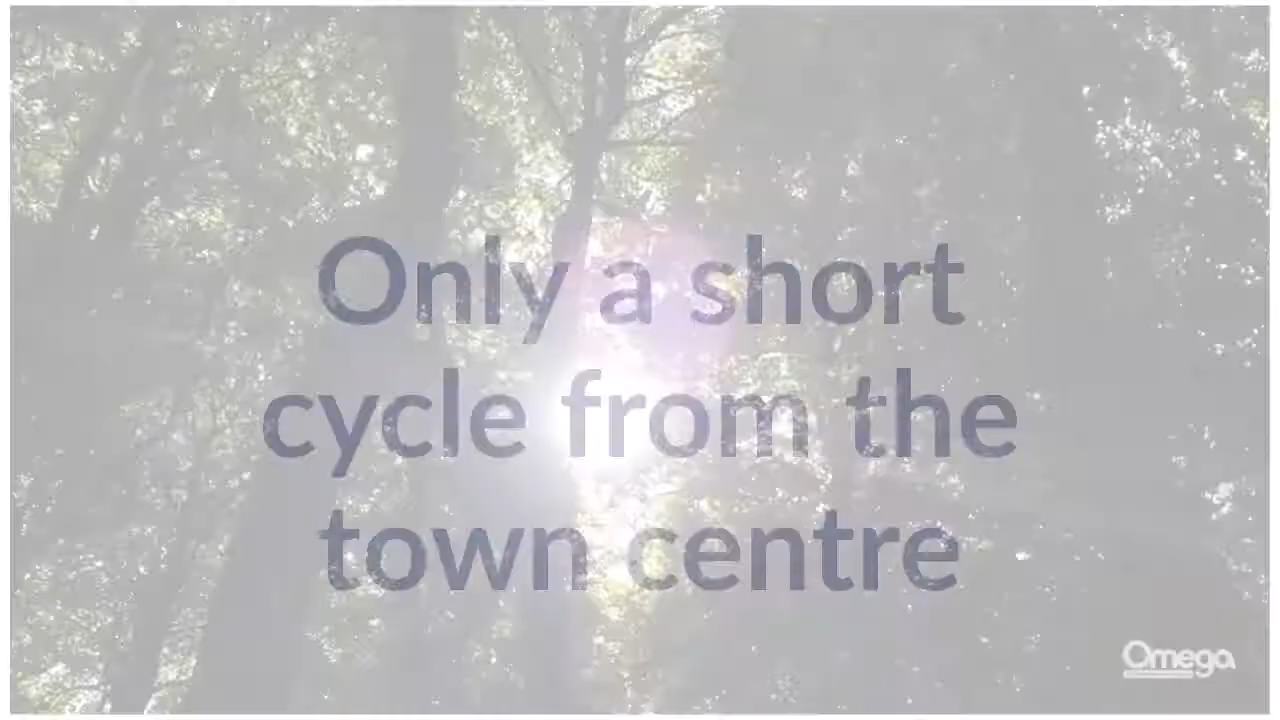 Only a short
cycle from the
town centre
Omega